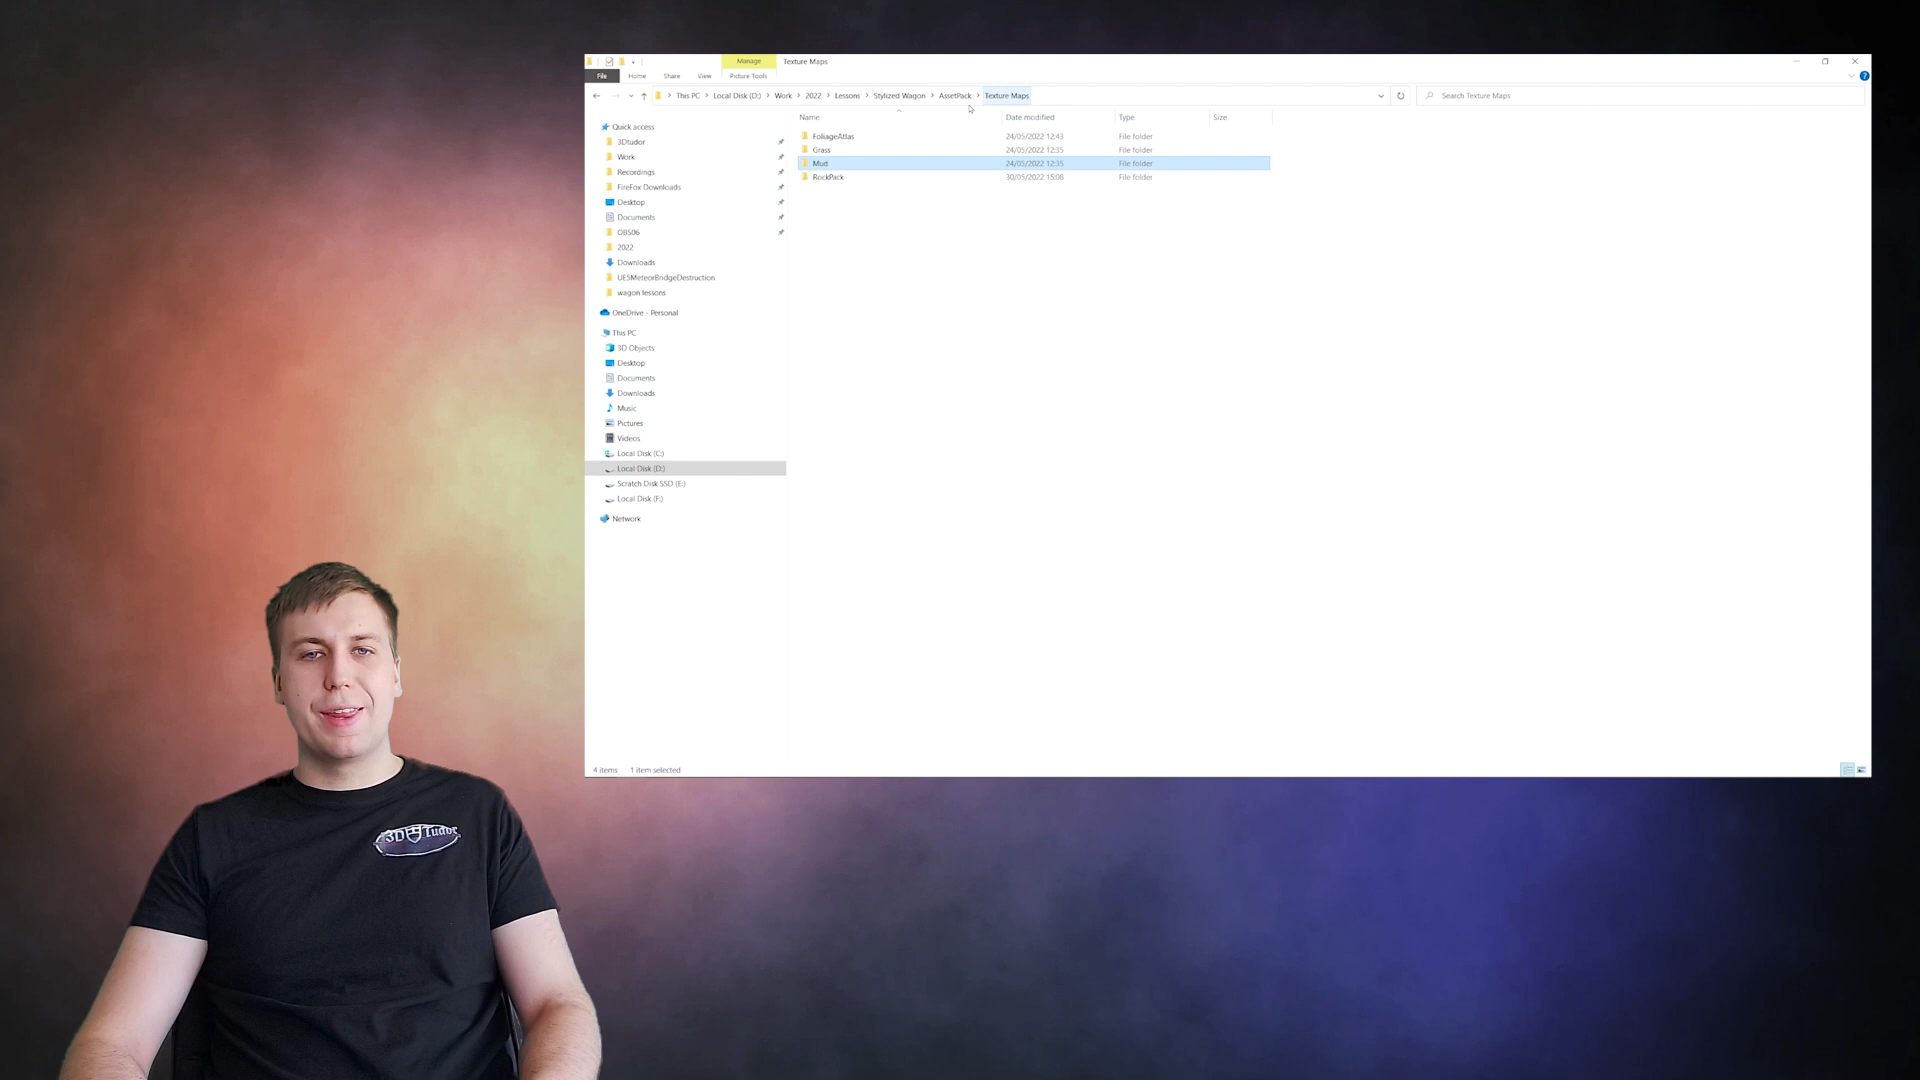 Manage
Texture Maps
File
Home
Share
View
Picture Tools
This PC
Local Disk (D:)
Work
2022
Lessons
Stylized Wagon
AssetPack
Texture Maps
Search Texture Maps
Name
Date modified
Type
Size
Quick access
3Dtudor
Work
Recordings
FireFox Downloads
Desktop
Documents
OBS06
2022
Downloads
UE5MeteorBridgeDestruction
wagon lessons
OneDrive - Personal
This PC
3D Objects
Desktop
Documents
Downloads
Music
Pictures
Videos
Local Disk (C:)
Local Disk (D:)
Scratch Disk SSD (E:)
Local Disk (F:)
Network
FoliageAtlas 24/05/2022 12:43 File folder
Grass 24/05/2022 12:35 File folder
Mud 24/05/2022 12:35 File folder
RockPack 30/05/2022 15:08 File folder
4 items
1 item selected
3D Tudor